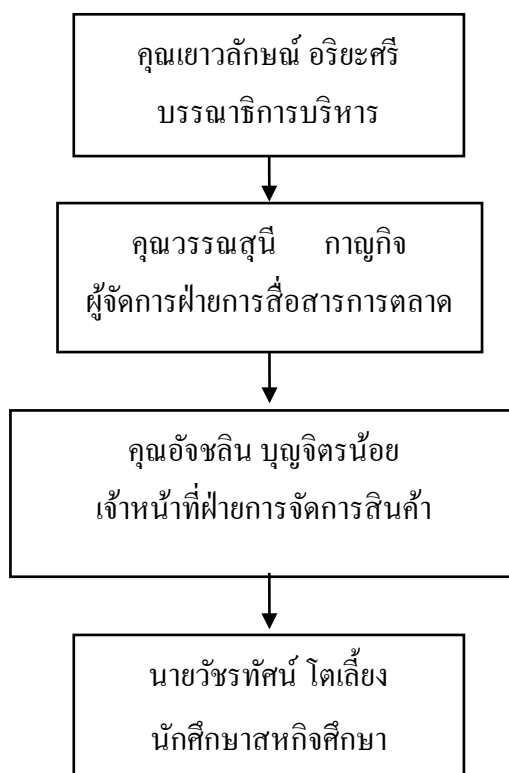 คุณเยาวลักษณ์ อริยะศรี
บรรณาธิการบริหาร
คุณวรรณสุนี กาญกิจ
ผู้จัดการฝ่ายการสื่อสารการตลาด
คุณอัจชลิน บุญจิตรน้อย
เจ้าหน้าที่ฝ่ายการจัดการสินค้า
นายวัชรทัศน์ โตเลี้ยง
นักศึกษาสหกิจศึกษา